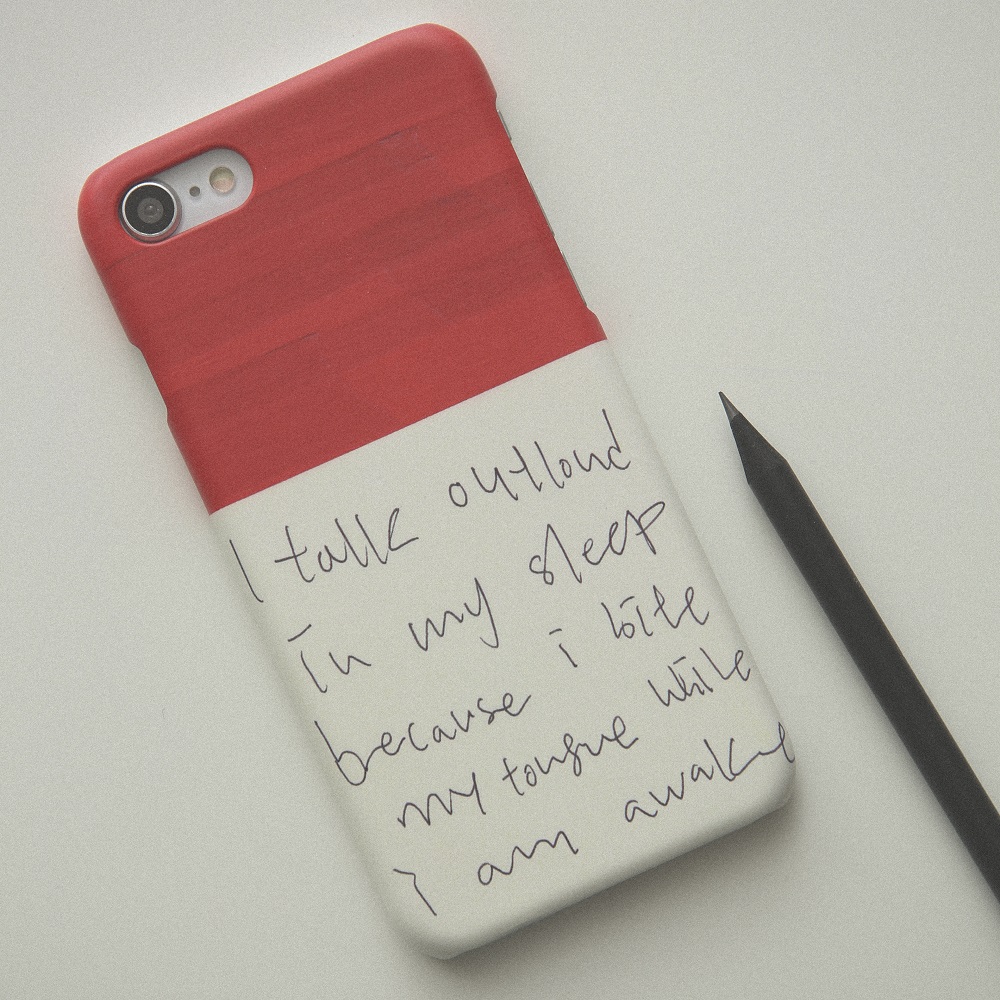 I talk outloud
in my sleep
because i bite
my tongue while
I am awake